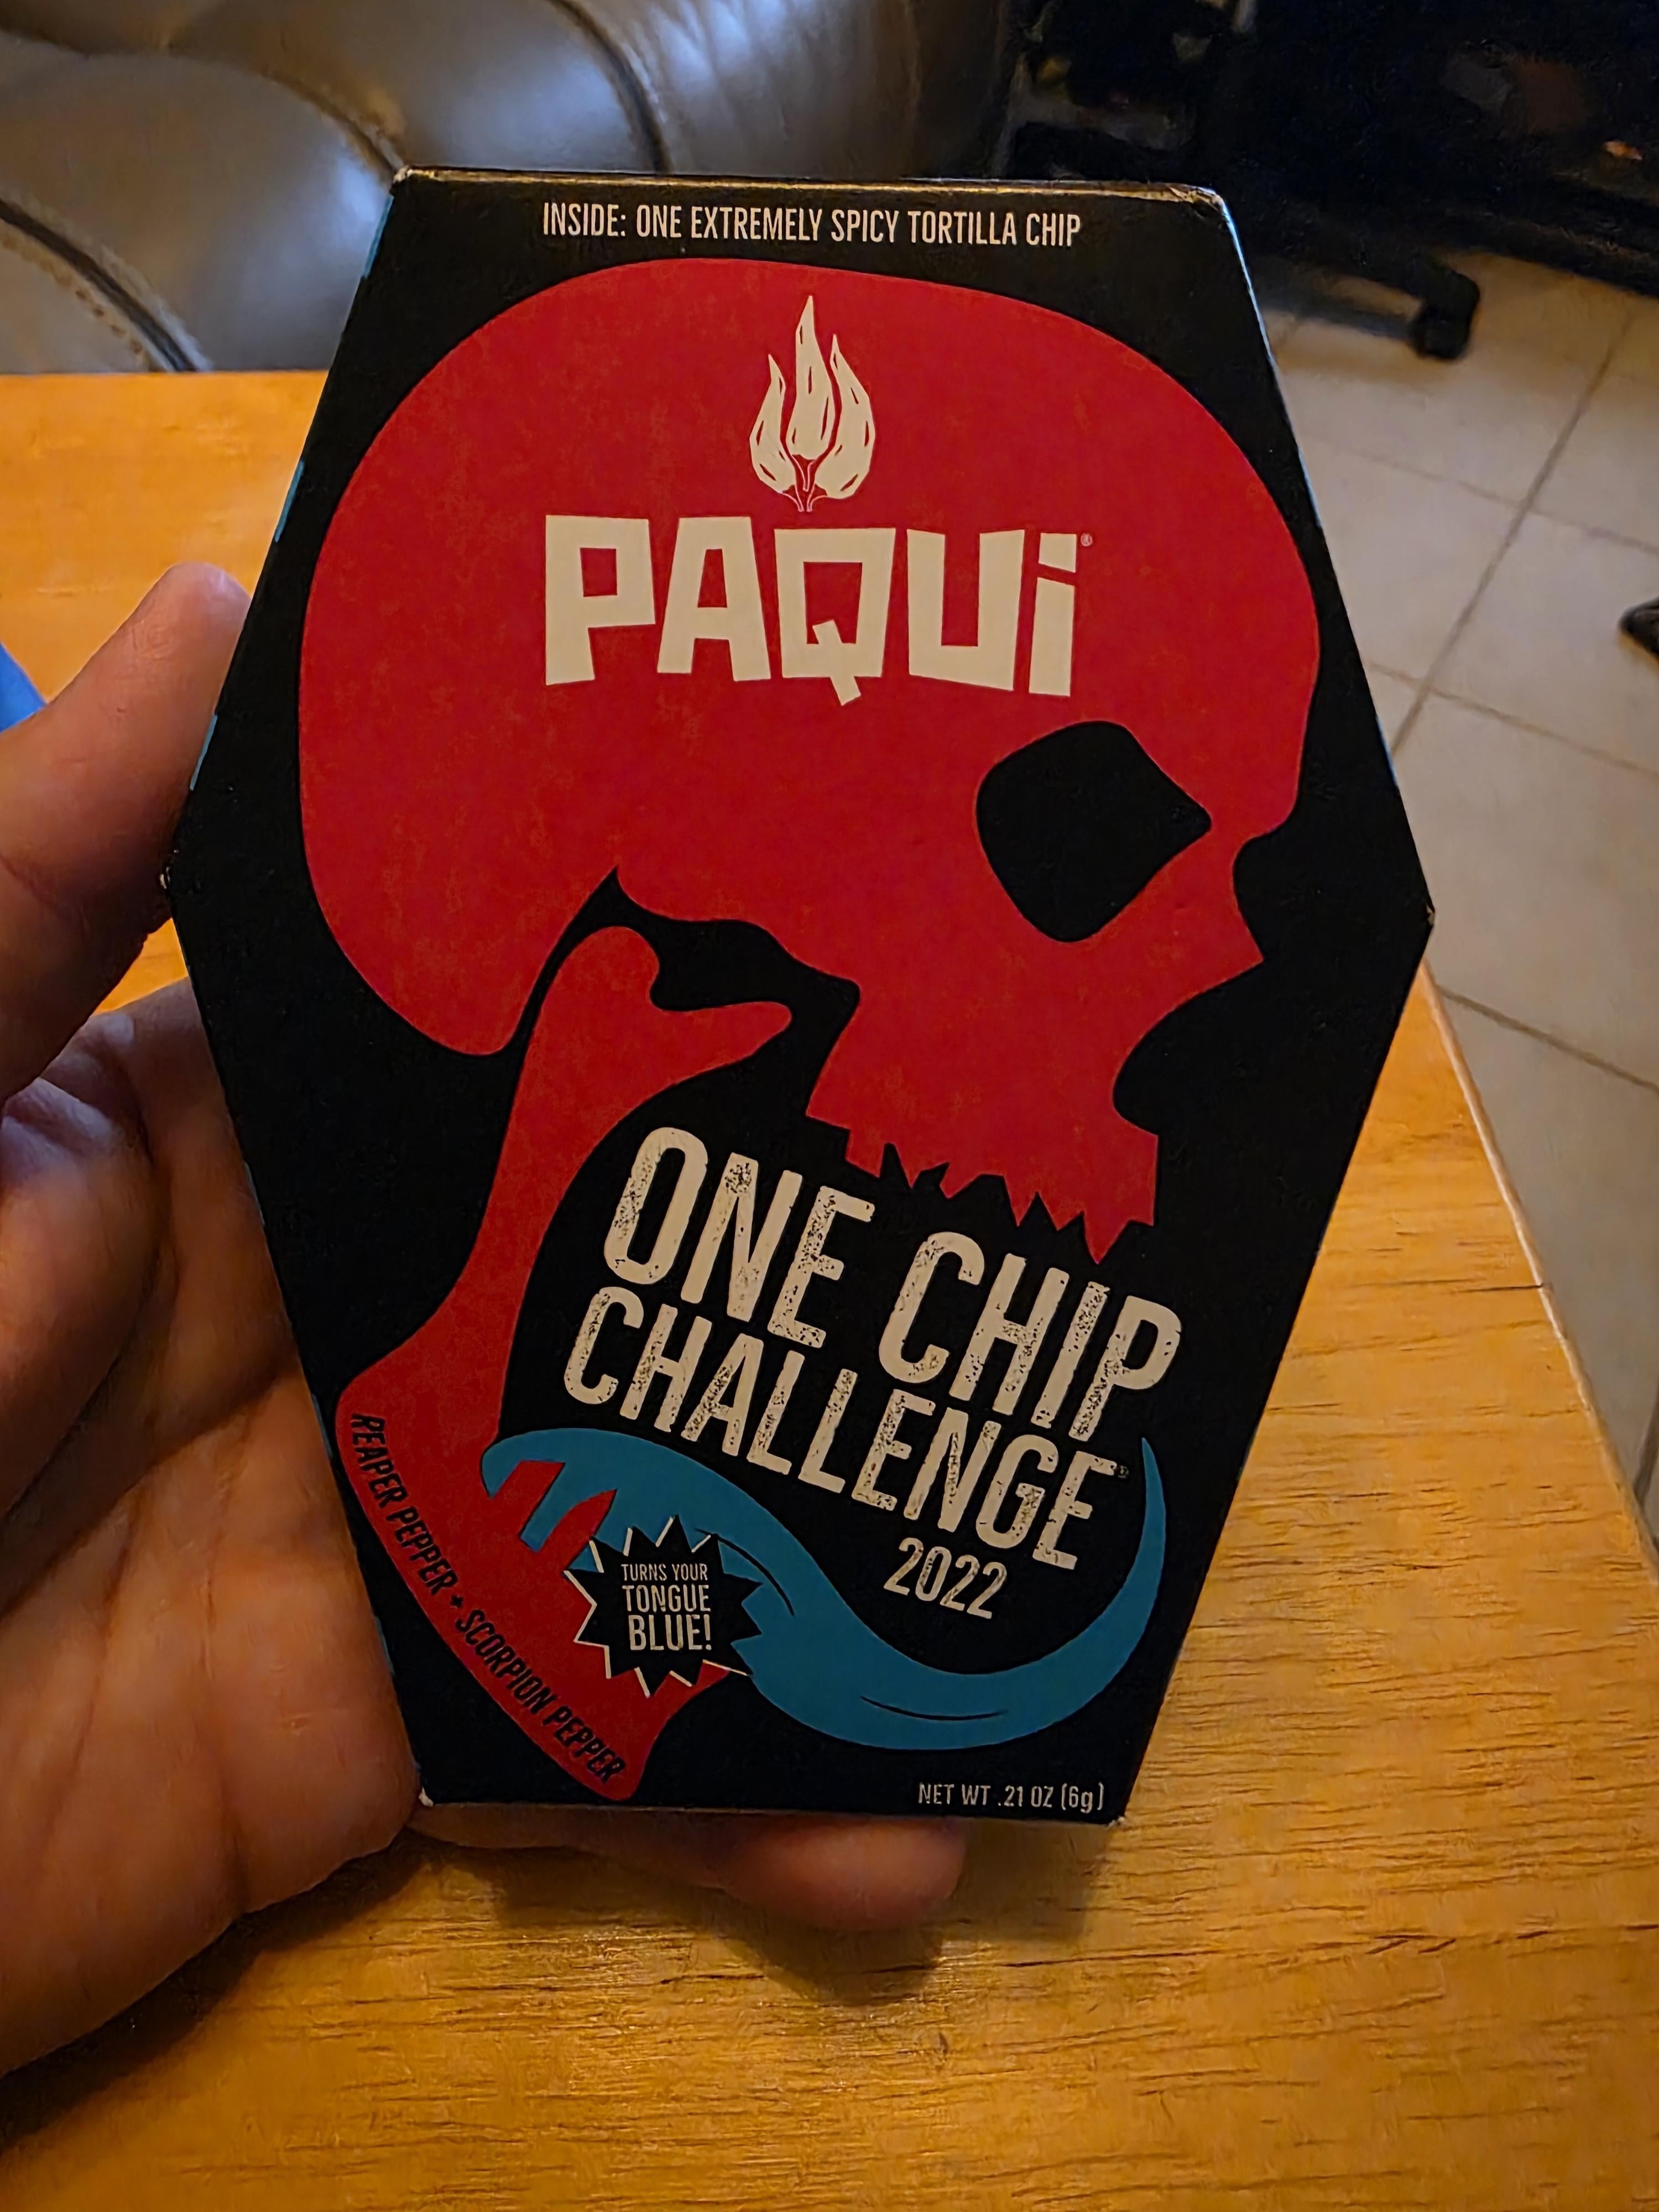 INSIDE: ONE EXTREMELY SPICY TORTILLA CHIP
PAQUI®
ONE CHIP
CHALLENGE®
2022
TURNS YOUR
TONGUE
BLUE!
REAPER PEPPER + SCORPION PEPPER
NET WT .21 OZ (6g)